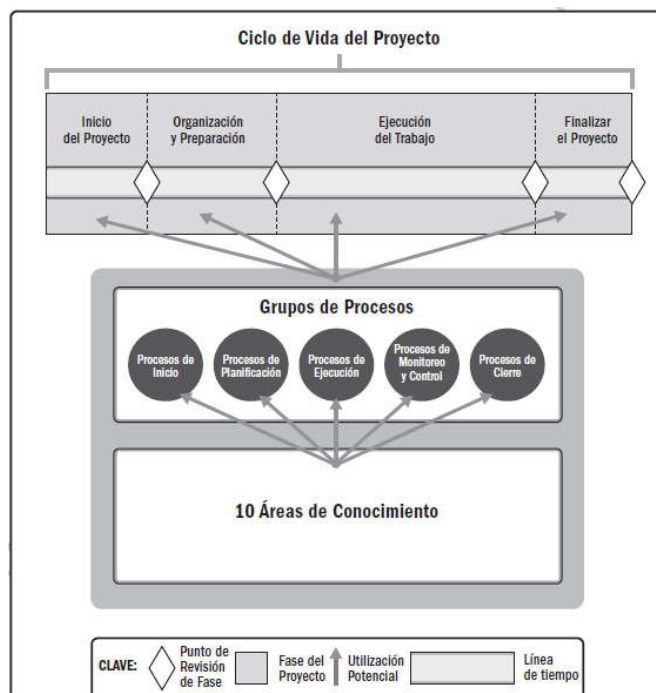 Ciclo de Vida del Proyecto
Inicio
del Proyecto
Organización
y Preparación
Ejecución
del Trabajo
Finalizar
el Proyecto
Grupos de Procesos
Procesos de
Inicio
Procesos de
Planificación
Procesos de
Ejecución
Procesos de
Monitoreo
y Control
Procesos de
Cierre
10 Áreas de Conocimiento
CLAVE:
Punto de
Revisión
de Fase
Fase del
Proyecto
Utilización
Potencial
Línea
de tiempo